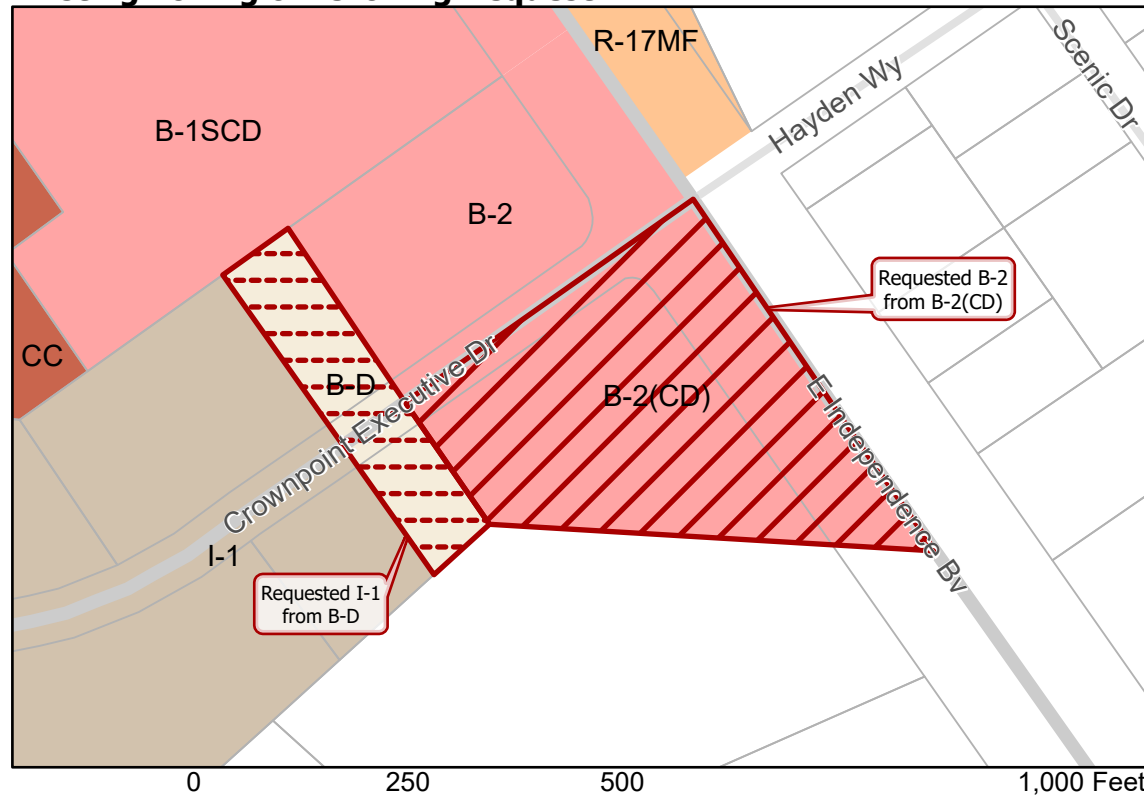 R-17MF
Scenic Dr
Hayden Wy
B-1SCD
B-2
Requested B-2
from B-2(CD)
CC
B-D
B-2(CD)
E Independence Bv
Crownpoint Executive Dr
I-1
Requested I-1
from B-D
0 250 500 1,000 Feet